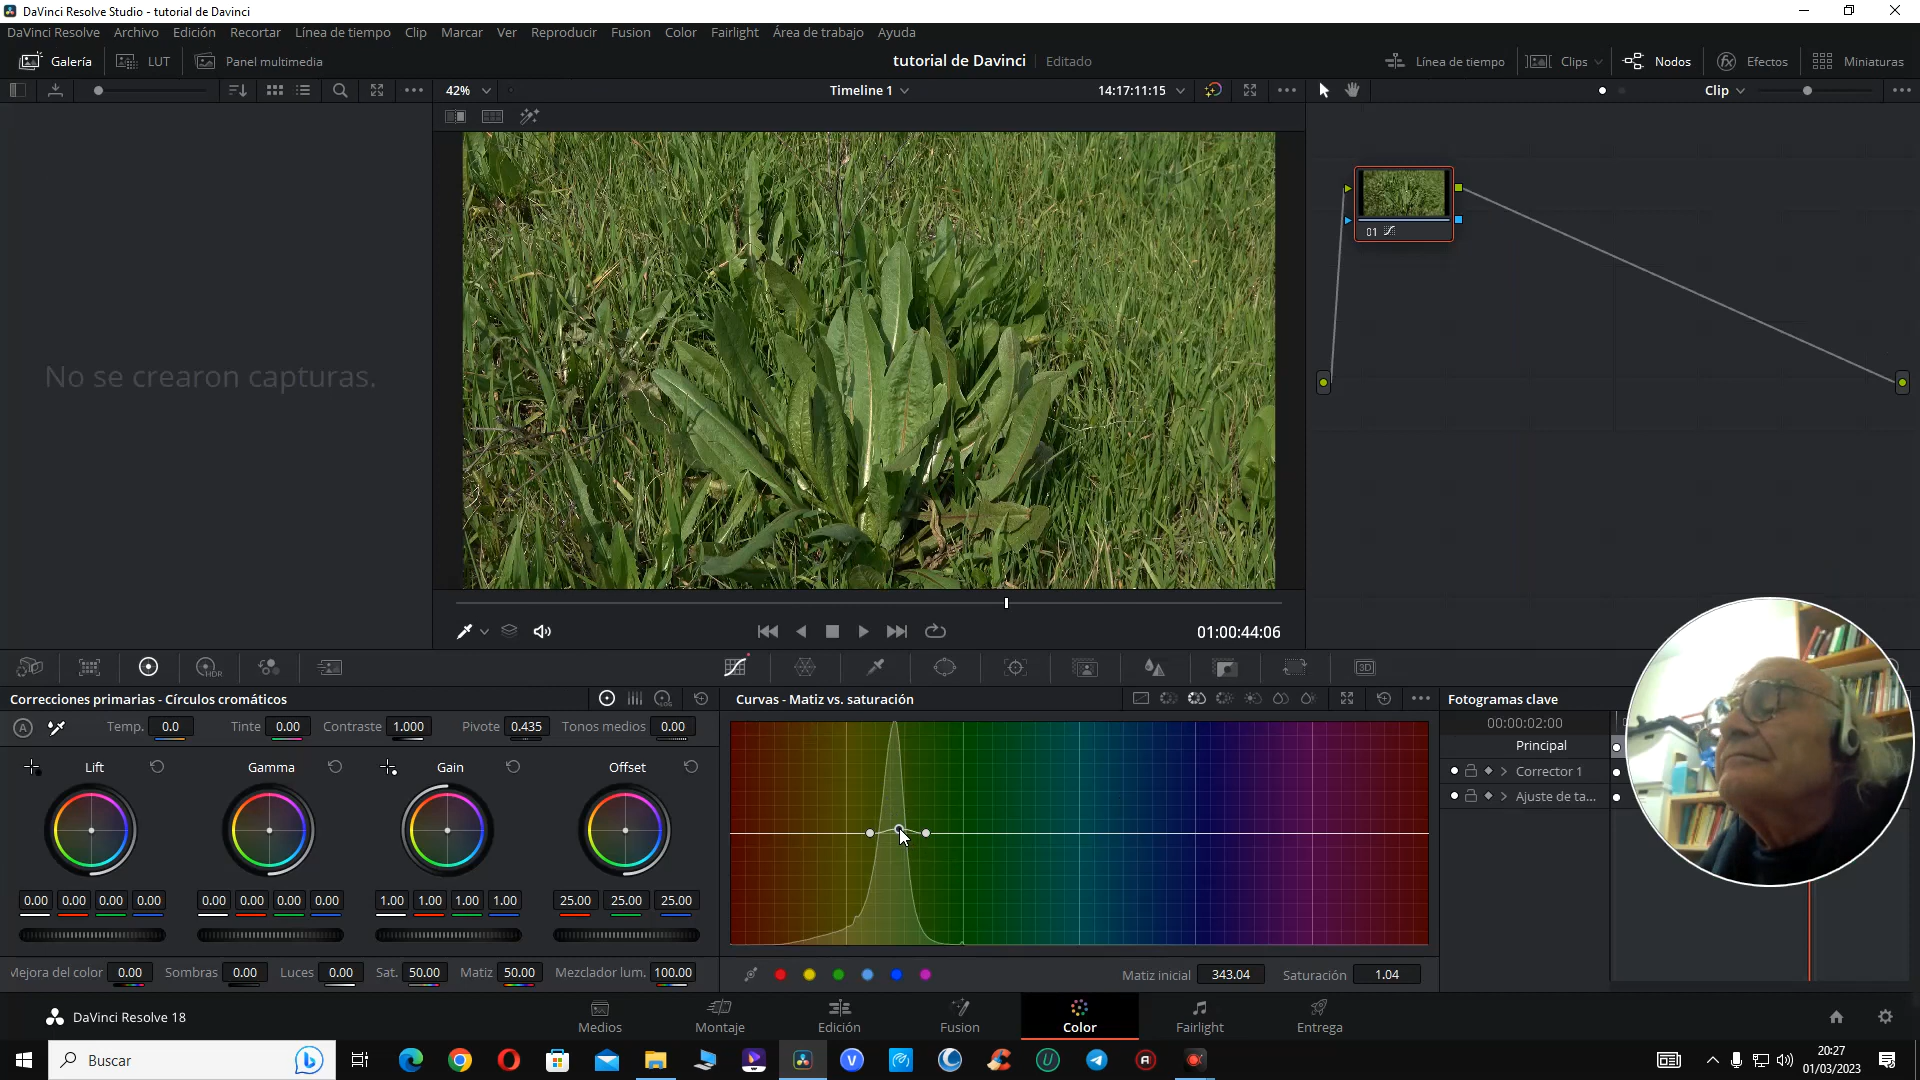 DaVinci Resolve Studio - tutorial de Davinci
DaVinci Resolve Archivo Edición Recortar Línea de tiempo Clip Marcar Ver Reproducir Fusion Color Fairlight Área de trabajo Ayuda
Galería LUT Panel multimedia tutorial de Davinci Editado Línea de tiempo Clips Nodos Efectos Miniaturas
42% Timeline 1 14:17:11:15 Clip
01
No se crearon capturas.
01:00:44:06
HDR LOG 3D
Correcciones primarias - Círculos cromáticos Curvas - Matiz vs. saturación Fotogramas clave
A Temp. 0.0 Tinte 0.00 Contraste 1.000 Pivote 0.435 Tonos medios 0.00 00:00:02:00
Principal
Lift Gamma Gain Offset Corrector 1
Ajuste de ta...
0.00 0.00 0.00 0.00 0.00 0.00 0.00 0.00 1.00 1.00 1.00 1.00 25.00 25.00 25.00
Mejora del color 0.00 Sombras 0.00 Luces 0.00 Sat. 50.00 Matiz 50.00 Mezclador lum. 100.00 Matiz inicial 343.04 Saturación 1.04
DaVinci Resolve 18 Medios Montaje Edición Fusion Color Fairlight Entrega
Buscar
20:27
01/03/2023